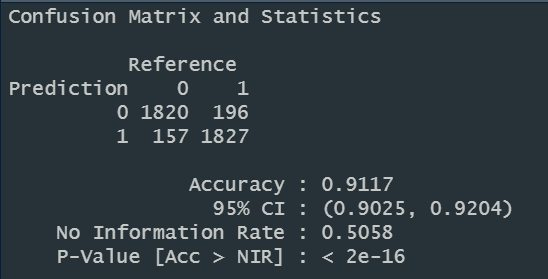 Confusion Matrix and Statistics
Reference
Prediction 0 1
0 1820 196
1 157 1827
Accuracy : 0.9117
95% CI : (0.9025, 0.9204)
No Information Rate : 0.5058
P-Value [Acc > NIR] : < 2e-16